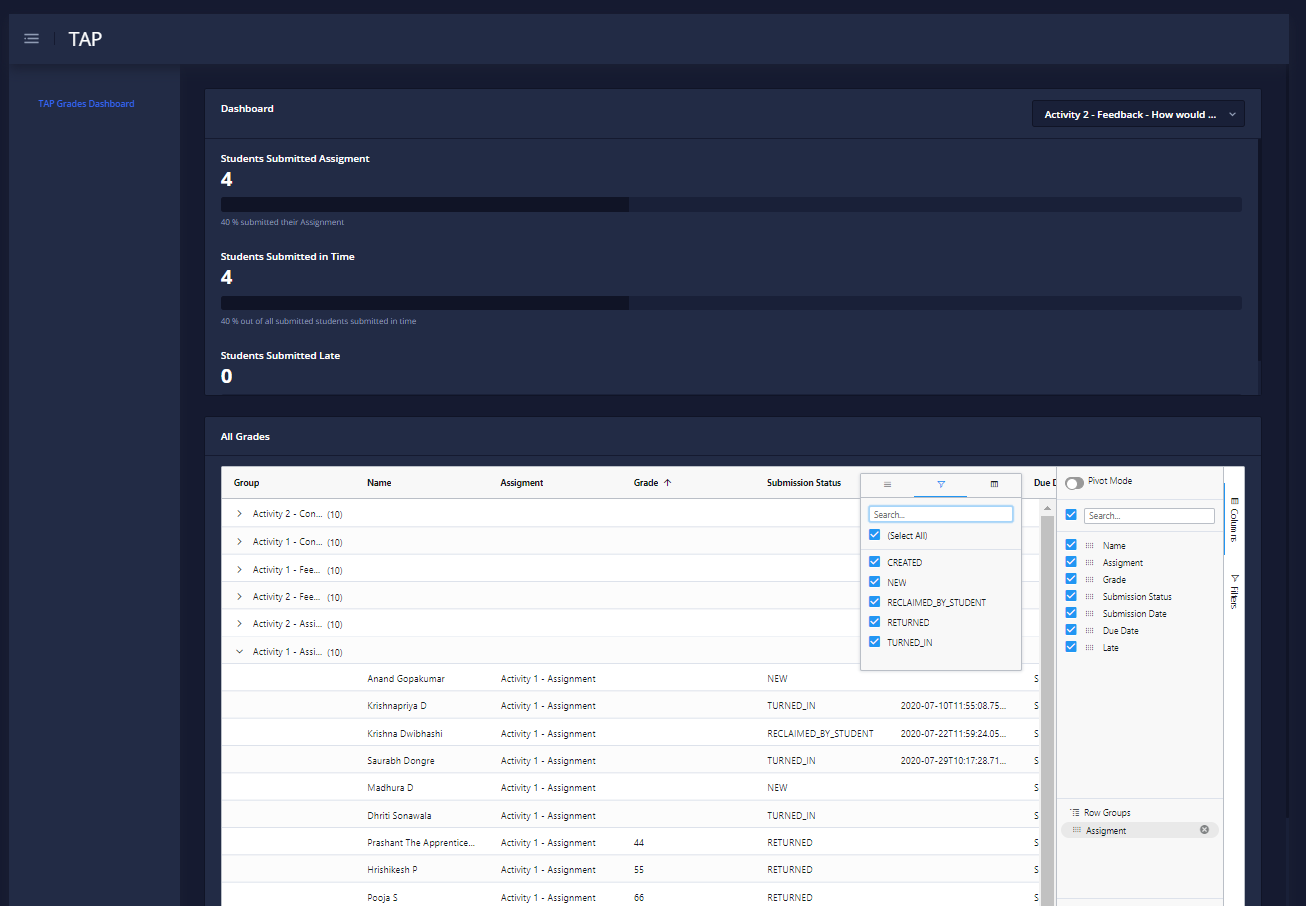 TAP
TAP Grades Dashboard
Dashboard
Activity 2 - Feedback - How would ...
Students Submitted Assigment
4
40 % submitted their Assignment
Students Submitted in Time
4
40 % out of all submitted students submitted in time
Students Submitted Late
0
All Grades
Group Name Assigment Grade Submission Status Due D
Activity 2 - Con... (10)
Activity 1 - Con... (10)
Activity 1 - Fee... (10)
Activity 2 - Fee... (10)
Activity 2 - Assi... (10)
Activity 1 - Assi... (10)
Anand Gopakumar Activity 1 - Assignment NEW S
Krishnapriya D Activity 1 - Assignment TURNED_IN 2020-07-10T11:55:08.75... S
Krishna Dwibhashi Activity 1 - Assignment RECLAIMED_BY_STUDENT 2020-07-22T11:59:24.05... S
Saurabh Dongre Activity 1 - Assignment TURNED_IN 2020-07-29T10:17:28.71... S
Madhura D Activity 1 - Assignment NEW S
Dhriti Sonawala Activity 1 - Assignment TURNED_IN S
Prashant The Apprentice... Activity 1 - Assignment 44 RETURNED S
Hrishikesh P Activity 1 - Assignment 55 RETURNED S
Pooja S Activity 1 - Assignment 66 RETURNED S
Search...
(Select All)
CREATED
NEW
RECLAIMED_BY_STUDENT
RETURNED
TURNED_IN
Pivot Mode
Search...
Name
Assigment
Grade
Submission Status
Submission Date
Due Date
Late
Row Groups
Assigment
Columns
Filters